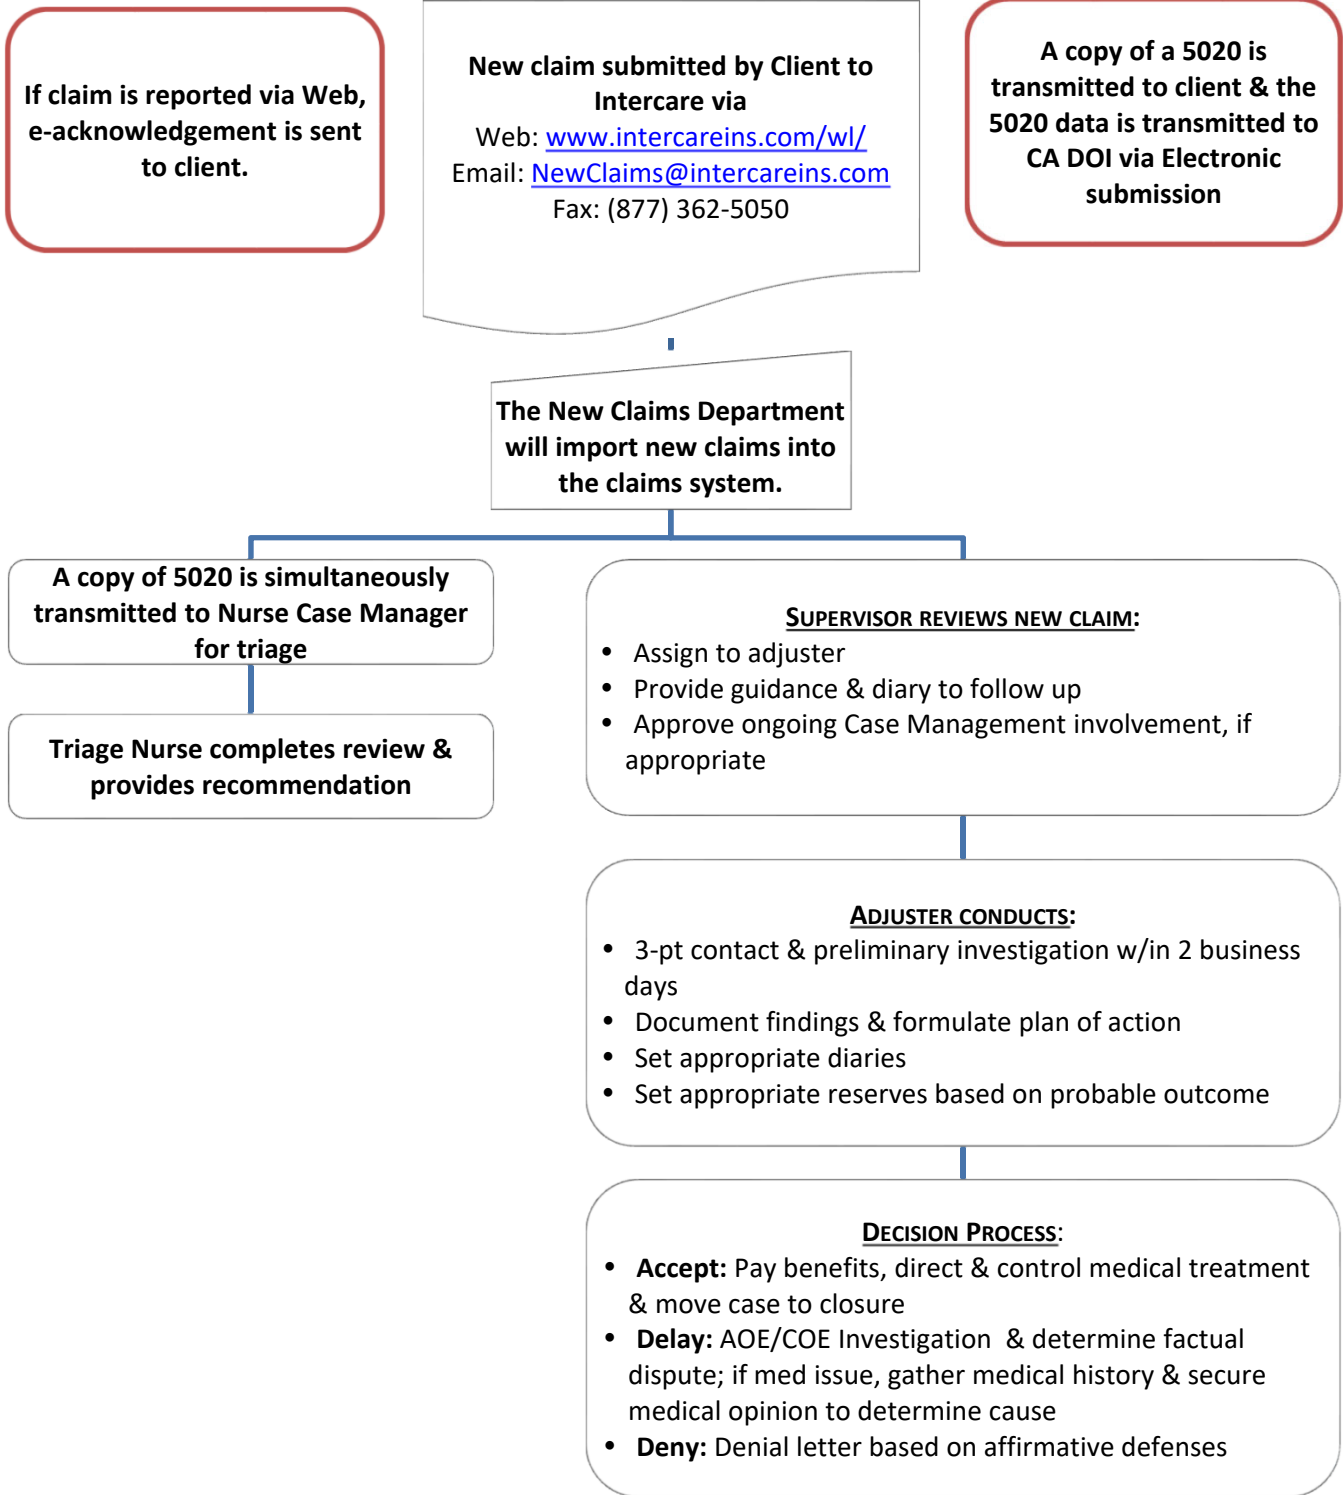 If claim is reported via Web,
e-acknowledgement is sent
to client.
New claim submitted by Client to
Intercare via
Web: www.intercareins.com/wl/
Email: NewClaims@intercareins.com
Fax: (877) 362-5050
A copy of a 5020 is
transmitted to client & the
5020 data is transmitted to
CA DOI via Electronic
submission
The New Claims Department
will import new claims into
the claims system.
A copy of 5020 is simultaneously
transmitted to Nurse Case Manager
for triage
Triage Nurse completes review &
provides recommendation
SUPERVISOR REVIEWS NEW CLAIM:
• Assign to adjuster
• Provide guidance & diary to follow up
• Approve ongoing Case Management involvement, if
appropriate
ADJUSTER CONDUCTS:
• 3-pt contact & preliminary investigation w/in 2 business
days
• Document findings & formulate plan of action
• Set appropriate diaries
• Set appropriate reserves based on probable outcome
DECISION PROCESS:
• Accept: Pay benefits, direct & control medical treatment
& move case to closure
• Delay: AOE/COE Investigation & determine factual
dispute; if med issue, gather medical history & secure
medical opinion to determine cause
• Deny: Denial letter based on affirmative defenses